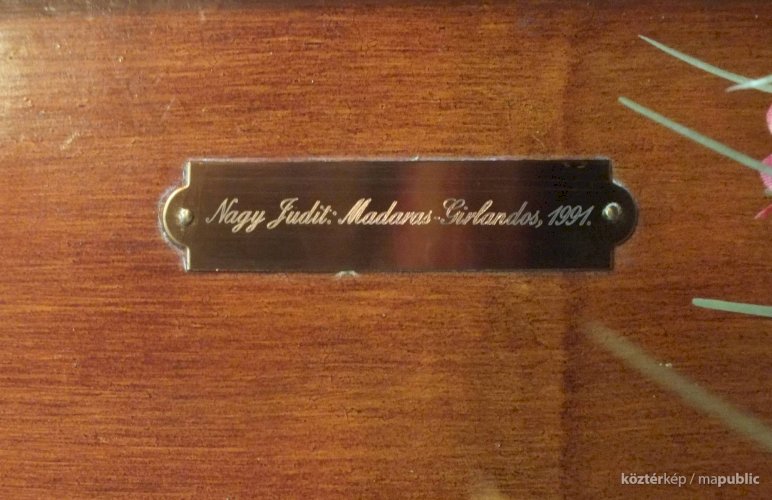 Nagy Judit: Madaras-Girlandos, 1991.
köztérkép / mapublic